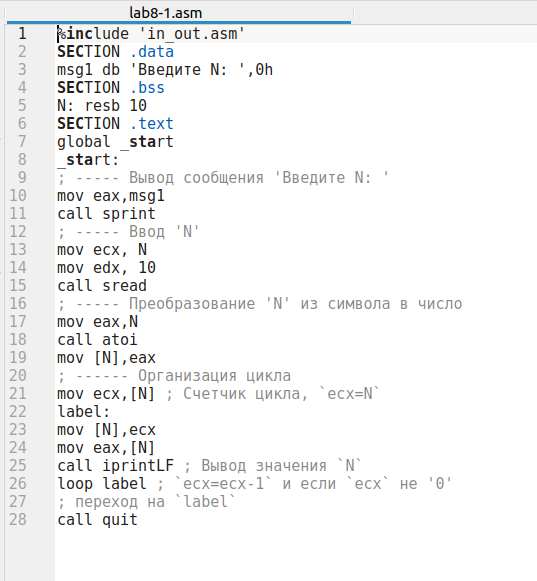 lab8-1.asm
1 %include 'in_out.asm'
2 SECTION .data
3 msg1 db 'Введите N: ',0h
4 SECTION .bss
5 N: resb 10
6 SECTION .text
7 global _start
8 _start:
9 ; ----- Вывод сообщения 'Введите N: '
10 mov eax,msg1
11 call sprint
12 ; ----- Ввод 'N'
13 mov ecx, N
14 mov edx, 10
15 call sread
16 ; ----- Преобразование 'N' из символа в число
17 mov eax,N
18 call atoi
19 mov [N],eax
20 ; ------ Организация цикла
21 mov ecx,[N] ; Счетчик цикла, `ecx=N`
22 label:
23 mov [N],ecx
24 mov eax,[N]
25 call iprintLF ; Вывод значения `N`
26 loop label ; `ecx=ecx-1` и если `ecx` не '0'
27 ; переход на `label`
28 call quit